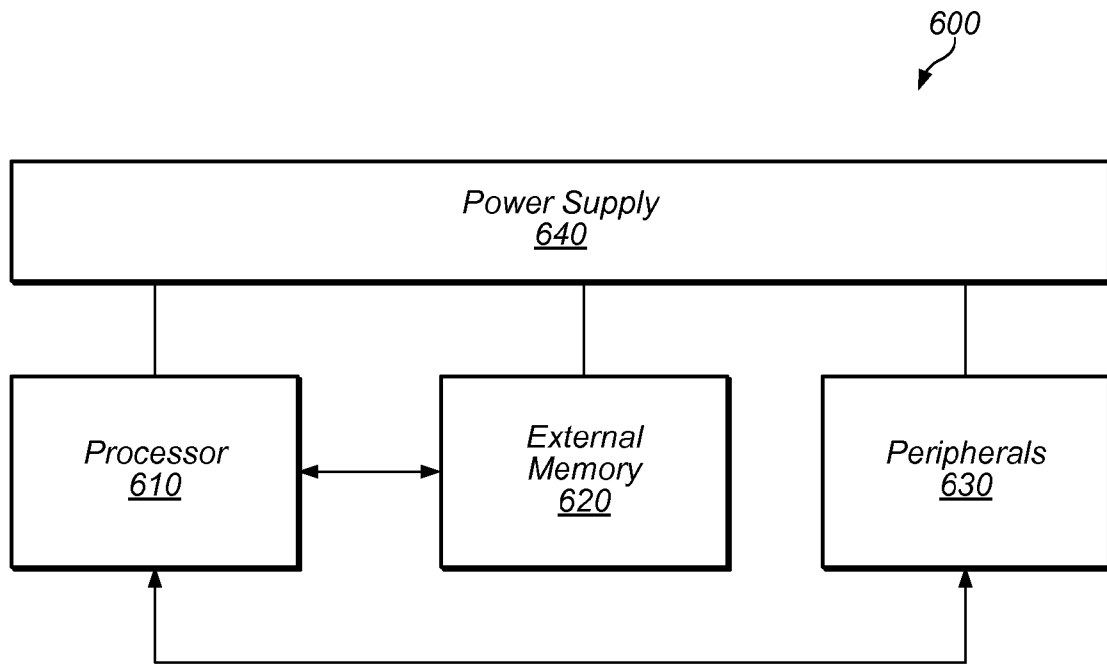 600
Power Supply
640
Processor
610
External
Memory
620
Peripherals
630